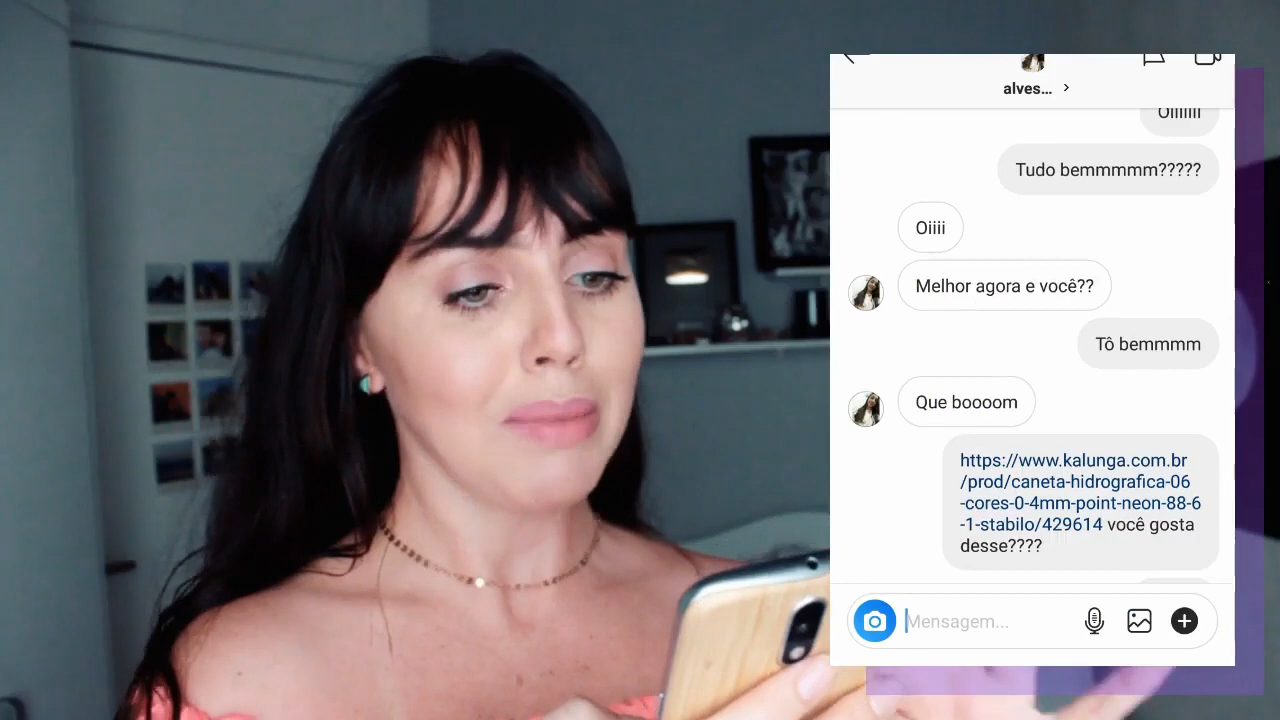 alves...
Oiiiiiii
Tudo bemmmmm?????
Oiiii
Melhor agora e você??
Tô bemmmm
Que boooom
https://www.kalunga.com.br
/prod/caneta-hidrografica-06
-cores-0-4mm-point-neon-88-6
-1-stabilo/429614 você gosta
desse????
Mensagem...